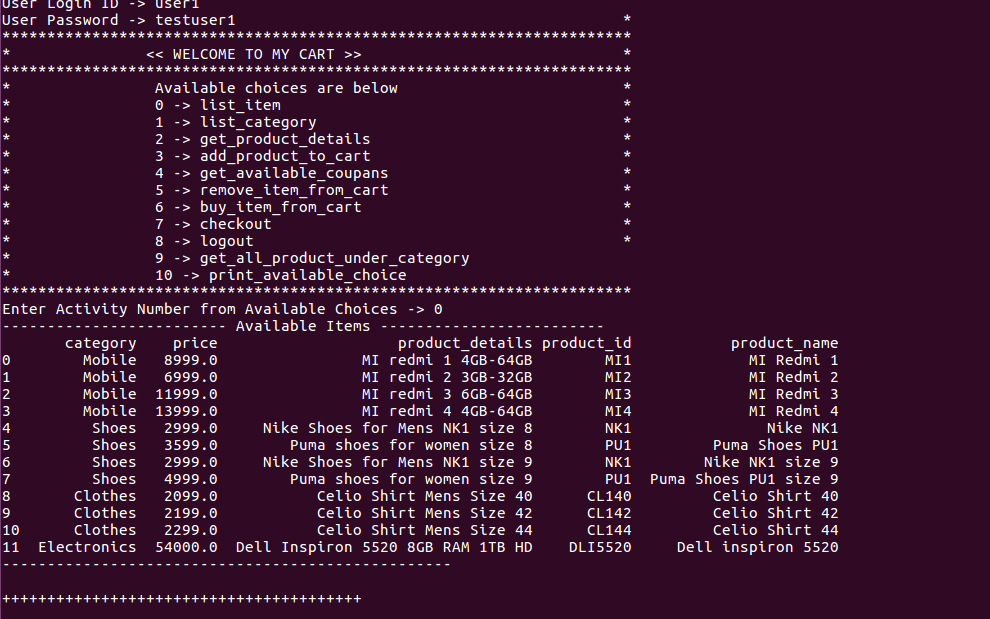 User Login ID -> user1
User Password -> testuser1                                           *
**********************************************************************
*               << WELCOME TO MY CART >>                             *
**********************************************************************
*                Available choices are below                         *
*                0 -> list_item                                      *
*                1 -> list_category                                  *
*                2 -> get_product_details                            *
*                3 -> add_product_to_cart                            *
*                4 -> get_available_coupans                          *
*                5 -> remove_item_from_cart                          *
*                6 -> buy_item_from_cart                             *
*                7 -> checkout                                       *
*                8 -> logout                                         *
*                9 -> get_all_product_under_category
*                10 -> print_available_choice
**********************************************************************
Enter Activity Number from Available Choices -> 0
------------------------- Available Items -------------------------
       category    price                    product_details product_id              product_name
0        Mobile   8999.0                MI redmi 1 4GB-64GB        MI1                MI Redmi 1
1        Mobile   6999.0                MI redmi 2 3GB-32GB        MI2                MI Redmi 2
2        Mobile  11999.0                MI redmi 3 6GB-64GB        MI3                MI Redmi 3
3        Mobile  13999.0                MI redmi 4 4GB-64GB        MI4                MI Redmi 4
4         Shoes   2999.0     Nike Shoes for Mens NK1 size 8        NK1                  Nike NK1
5         Shoes   3599.0        Puma shoes for women size 8        PU1            Puma Shoes PU1
6         Shoes   2999.0     Nike Shoes for Mens NK1 size 9        NK1           Nike NK1 size 9
7         Shoes   4999.0        Puma shoes for women size 9        PU1     Puma Shoes PU1 size 9
8       Clothes   2099.0           Celio Shirt Mens Size 40      CL140            Celio Shirt 40
9       Clothes   2199.0           Celio Shirt Mens Size 42      CL142            Celio Shirt 42
10      Clothes   2299.0           Celio Shirt Mens Size 44      CL144            Celio Shirt 44
11  Electronics  54000.0  Dell Inspiron 5520 8GB RAM 1TB HD    DLI5520        Dell inspiron 5520
--------------------------------------------------
++++++++++++++++++++++++++++++++++++++++